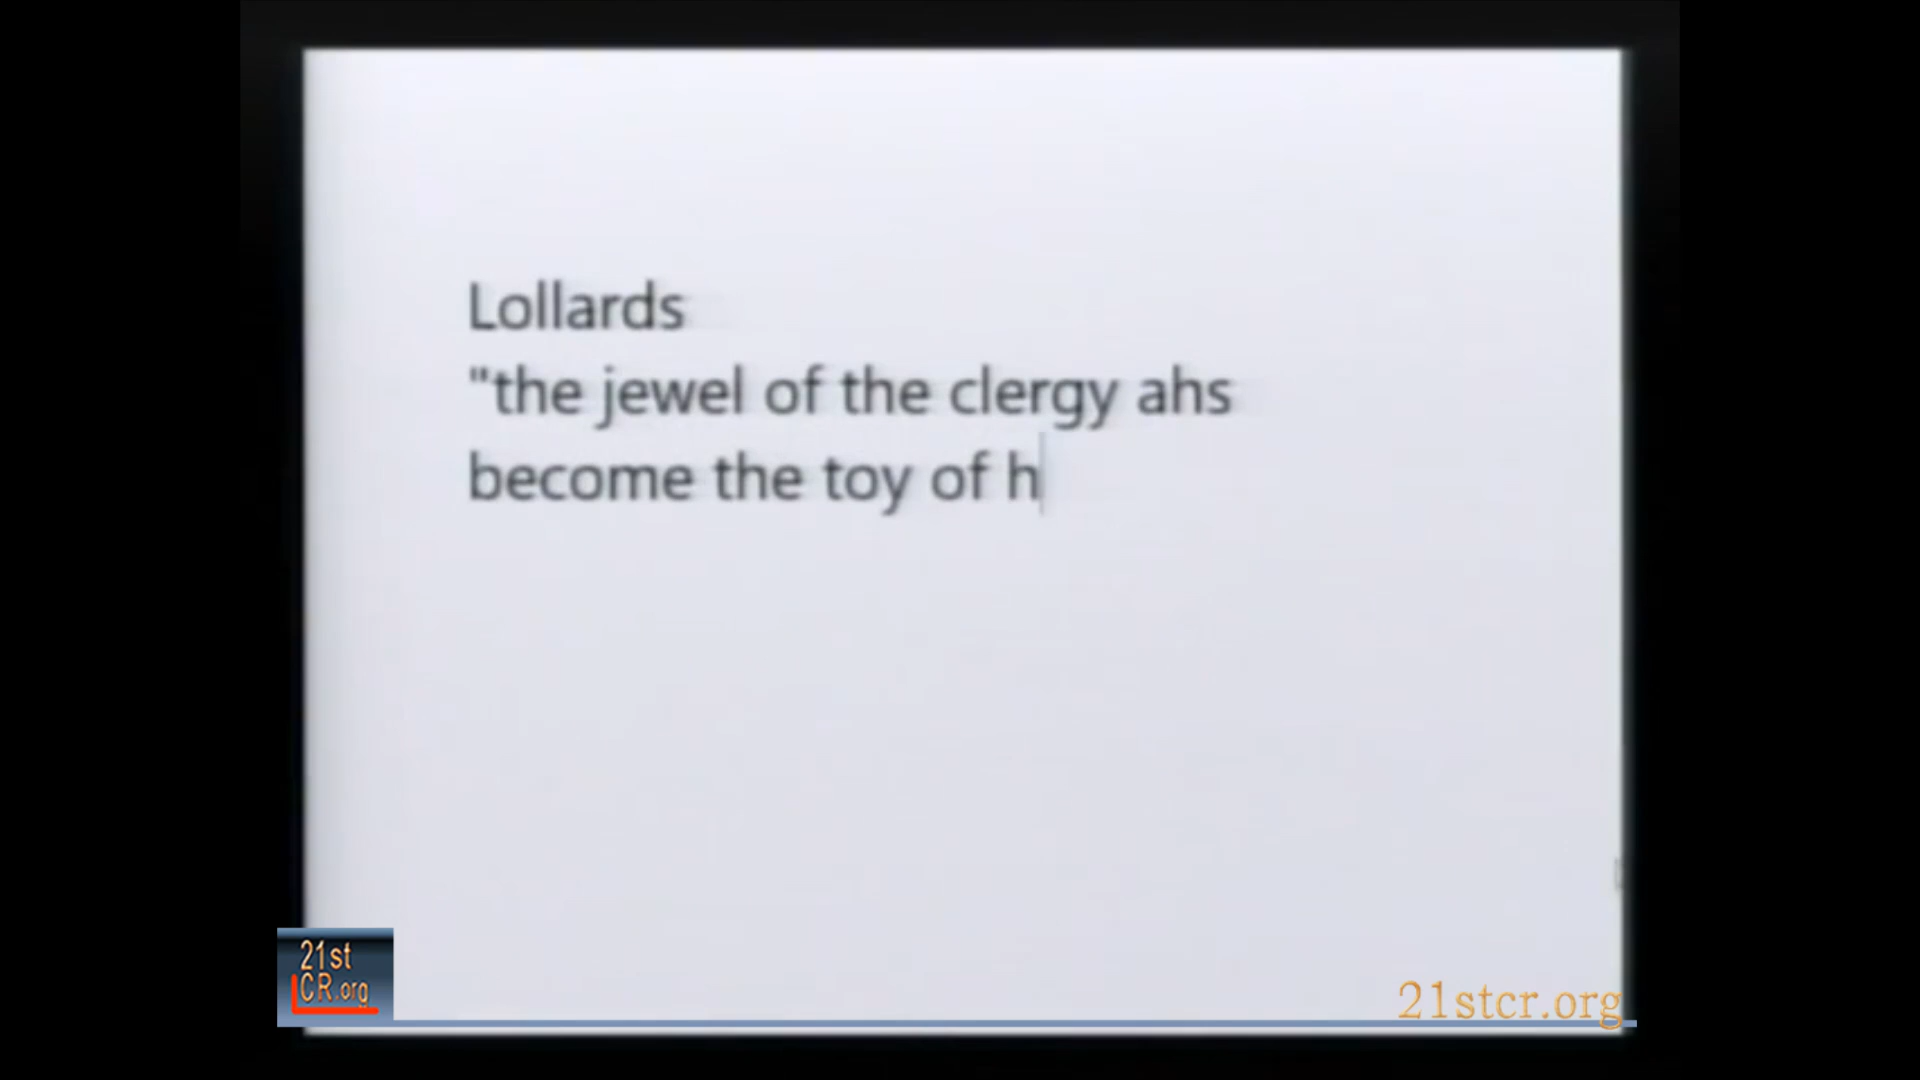 Lollards
"the jewel of the clergy ahs
become the toy of h
21st
CR.org
21stcr.org